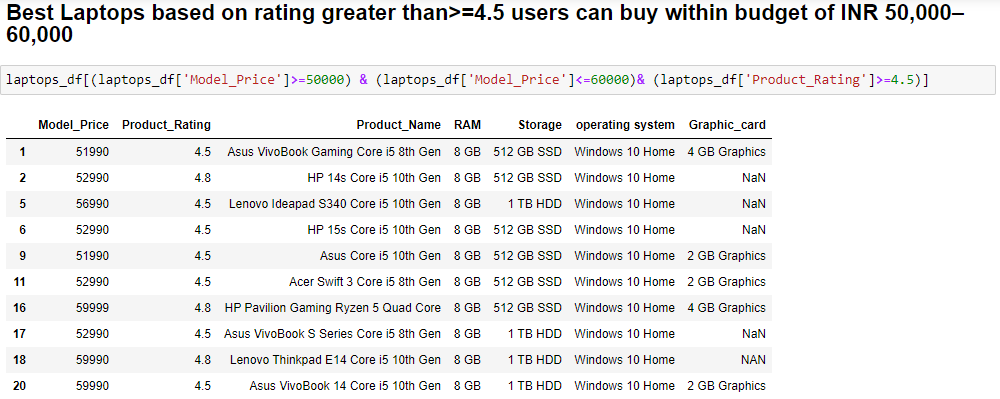 Best Laptops based on rating greater than>=4.5 users can buy within budget of INR 50,000–
60,000
laptops_df[(laptops_df['Model_Price']>=50000) & (laptops_df['Model_Price']<=60000)& (laptops_df['Product_Rating']>=4.5)]
Model_Price Product_Rating Product_Name RAM Storage operating system Graphic_card
1 51990 4.5 Asus VivoBook Gaming Core i5 8th Gen 8 GB 512 GB SSD Windows 10 Home 4 GB Graphics
2 52990 4.8 HP 14s Core i5 10th Gen 8 GB 512 GB SSD Windows 10 Home NaN
5 56990 4.5 Lenovo Ideapad S340 Core i5 10th Gen 8 GB 1 TB HDD Windows 10 Home NaN
6 52990 4.5 HP 15s Core i5 10th Gen 8 GB 512 GB SSD Windows 10 Home NaN
9 51990 4.5 Asus Core i5 10th Gen 8 GB 512 GB SSD Windows 10 Home 2 GB Graphics
11 52990 4.5 Acer Swift 3 Core i5 8th Gen 8 GB 512 GB SSD Windows 10 Home 2 GB Graphics
16 59999 4.8 HP Pavilion Gaming Ryzen 5 Quad Core 8 GB 512 GB SSD Windows 10 Home 4 GB Graphics
17 52990 4.5 Asus VivoBook S Series Core i5 8th Gen 8 GB 1 TB HDD Windows 10 Home NaN
18 59990 4.8 Lenovo Thinkpad E14 Core i5 10th Gen 8 GB 1 TB HDD Windows 10 Home NAN
20 59990 4.5 Asus VivoBook 14 Core i5 10th Gen 8 GB 1 TB HDD Windows 10 Home 2 GB Graphics